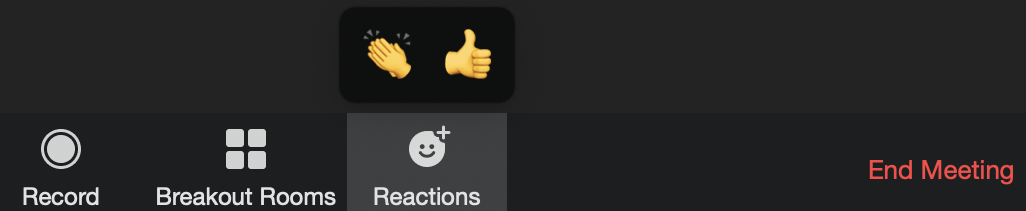 Record
Breakout Rooms
Reactions
End Meeting